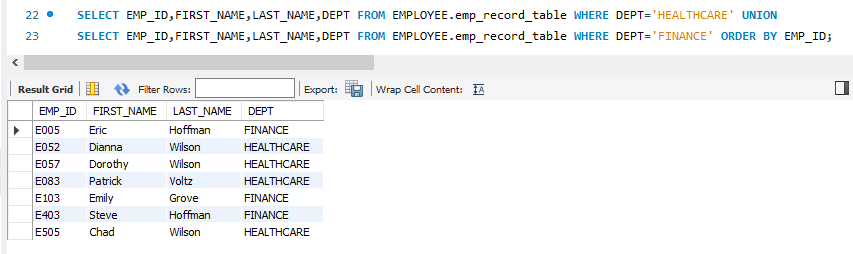 22 SELECT EMP_ID,FIRST_NAME,LAST_NAME,DEPT FROM EMPLOYEE.emp_record_table WHERE DEPT='HEALTHCARE' UNION
23 SELECT EMP_ID,FIRST_NAME,LAST_NAME,DEPT FROM EMPLOYEE.emp_record_table WHERE DEPT='FINANCE' ORDER BY EMP_ID;
Result Grid Filter Rows: Export: Wrap Cell Content:
EMP_ID FIRST_NAME LAST_NAME DEPT
E005 Eric Hoffman FINANCE
E052 Dianna Wilson HEALTHCARE
E057 Dorothy Wilson HEALTHCARE
E083 Patrick Voltz HEALTHCARE
E103 Emily Grove FINANCE
E403 Steve Hoffman FINANCE
E505 Chad Wilson HEALTHCARE